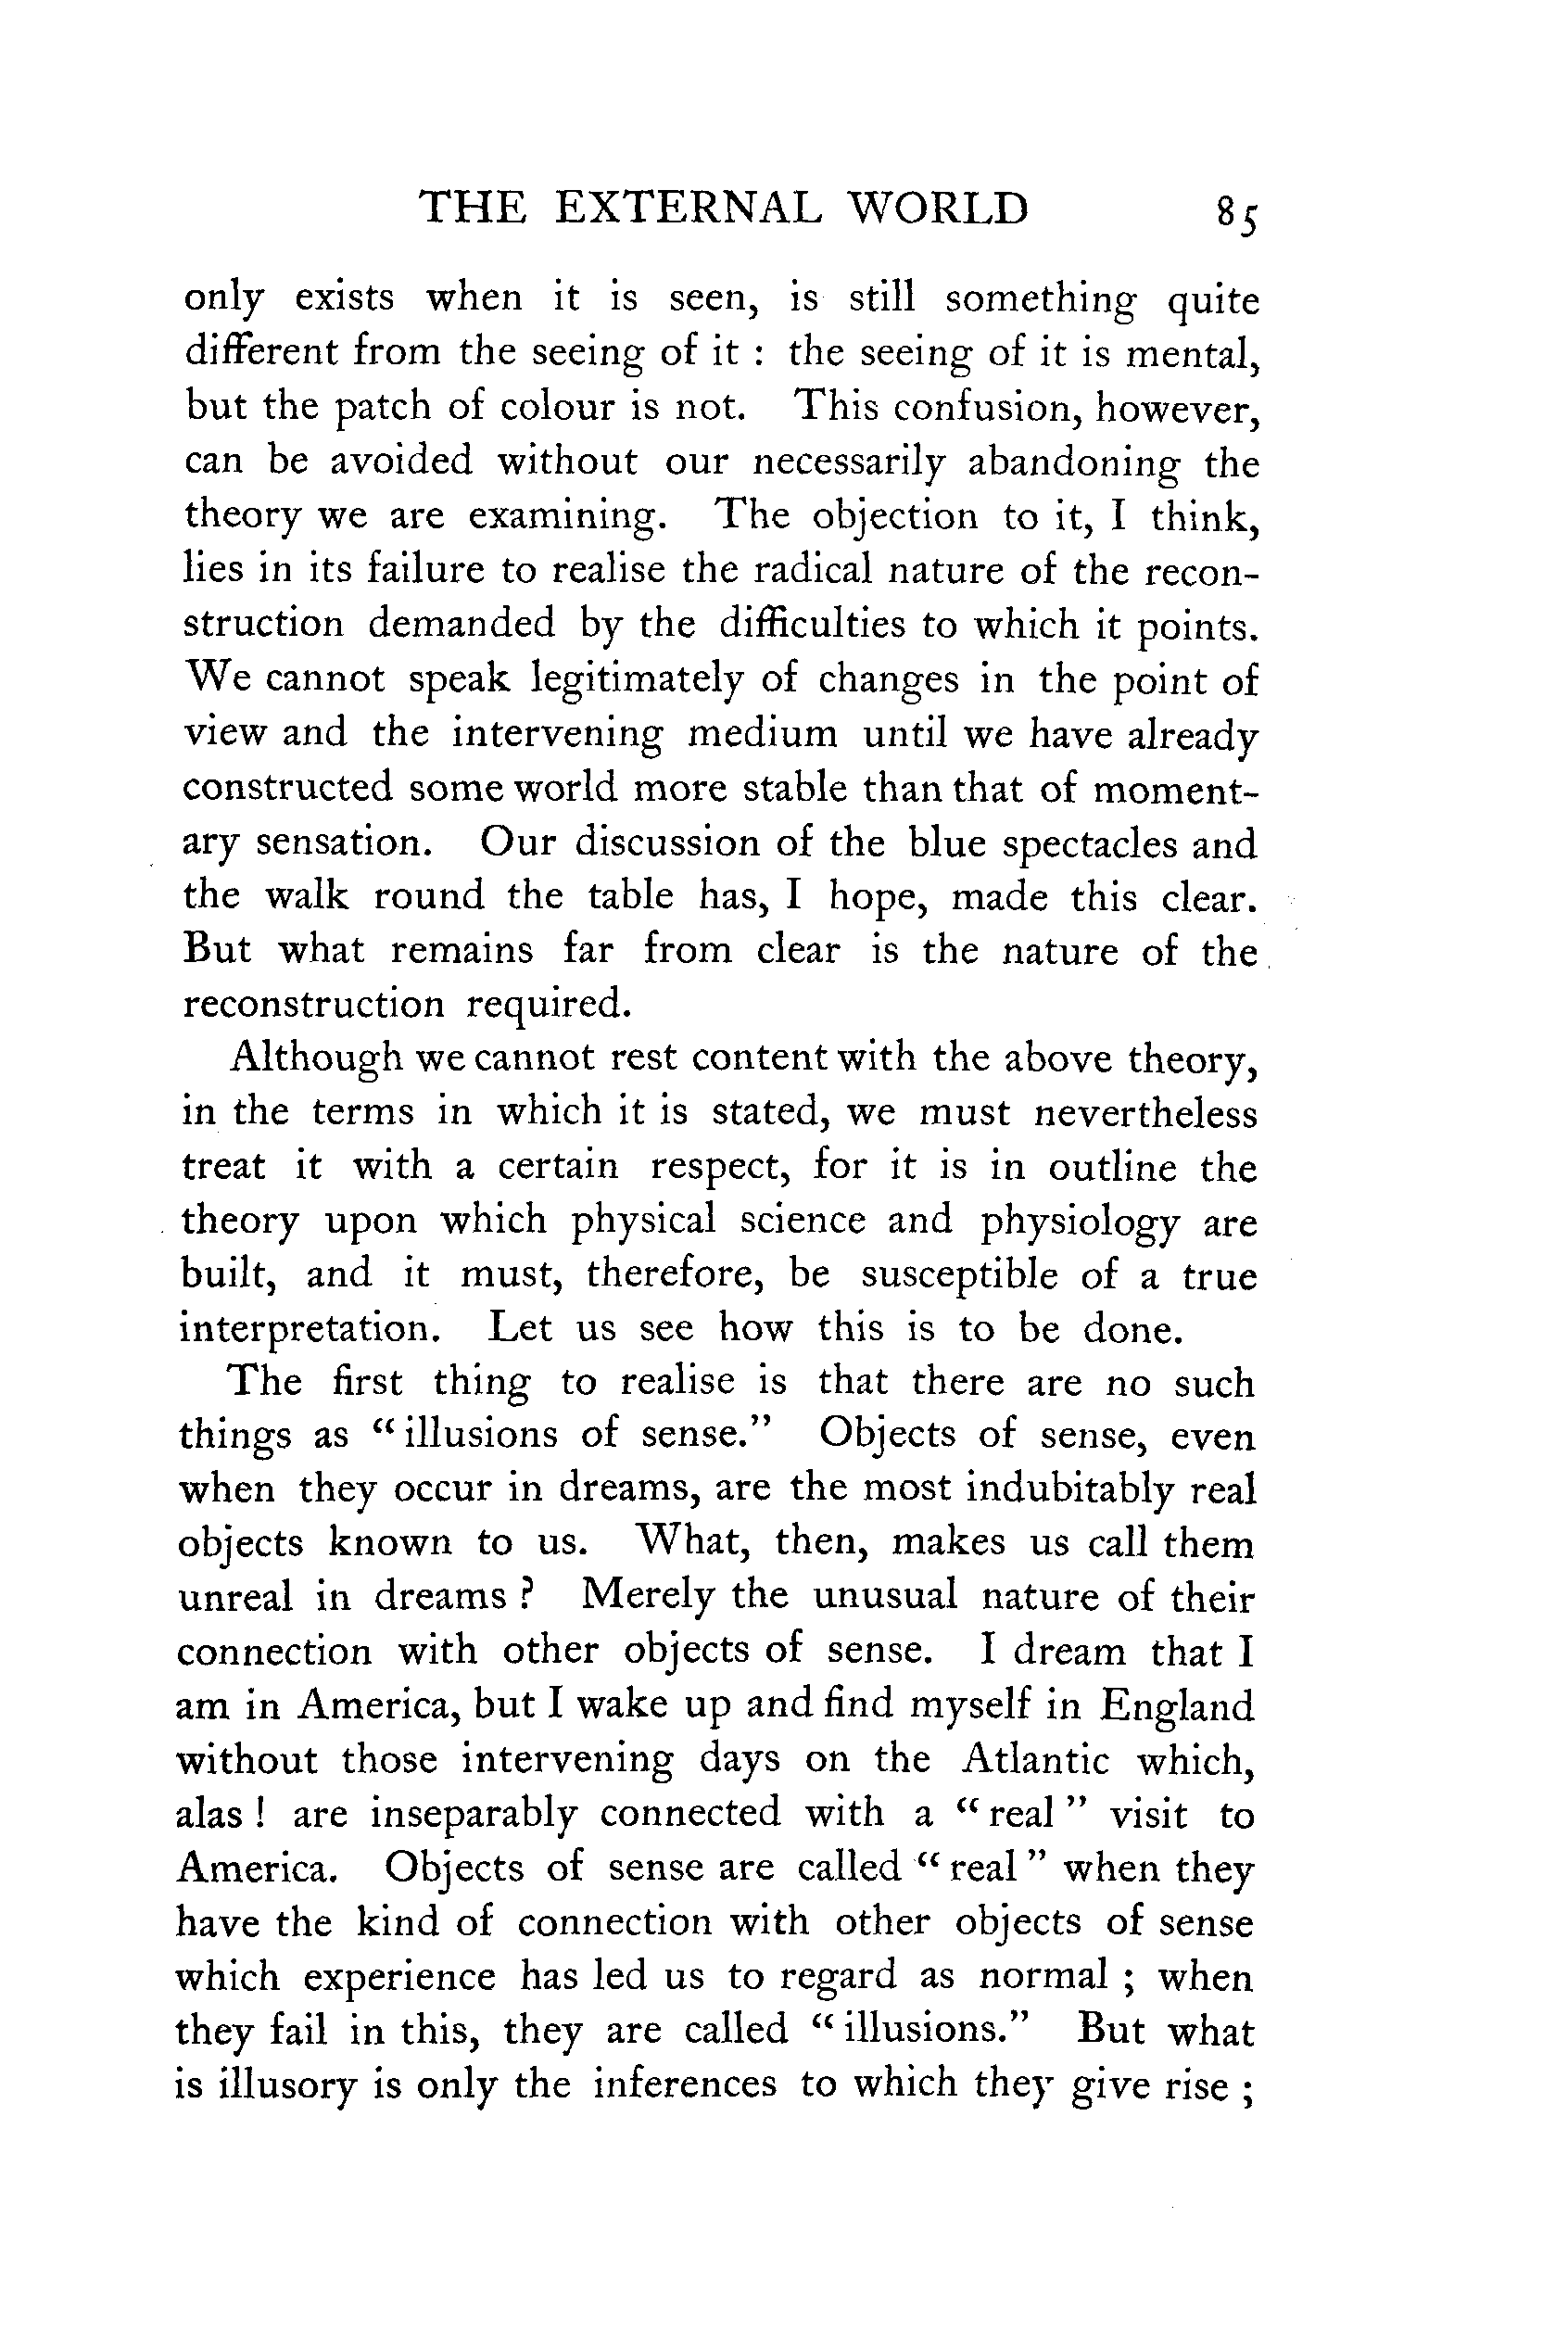 THE EXTERNAL WORLD 85
only exists when it is seen, is still something quite
different from the seeing of it : the seeing of it is mental,
but the patch of colour is not. This confusion, however,
can be avoided without our necessarily abandoning the
theory we are examining. The objection to it, I think,
lies in its failure to realise the radical nature of the recon-
struction demanded by the difficulties to which it points.
We cannot speak legitimately of changes in the point of
view and the intervening medium until we have already
constructed some world more stable than that of moment-
ary sensation. Our discussion of the blue spectacles and
the walk round the table has, I hope, made this clear.
But what remains far from clear is the nature of the
reconstruction required.
Although we cannot rest content with the above theory,
in the terms in which it is stated, we must nevertheless
treat it with a certain respect, for it is in outline the
theory upon which physical science and physiology are
built, and it must, therefore, be susceptible of a true
interpretation. Let us see how this is to be done.
The first thing to realise is that there are no such
things as “ illusions of sense.” Objects of sense, even
when they occur in dreams, are the most indubitably real
objects known to us. What, then, makes us call them
unreal in dreams ? Merely the unusual nature of their
connection with other objects of sense. I dream that I
am in America, but I wake up and find myself in England
without those intervening days on the Atlantic which,
alas ! are inseparably connected with a “ real ” visit to
America. Objects of sense are called “ real ” when they
have the kind of connection with other objects of sense
which experience has led us to regard as normal ; when
they fail in this, they are called “ illusions.” But what
is illusory is only the inferences to which they give rise ;